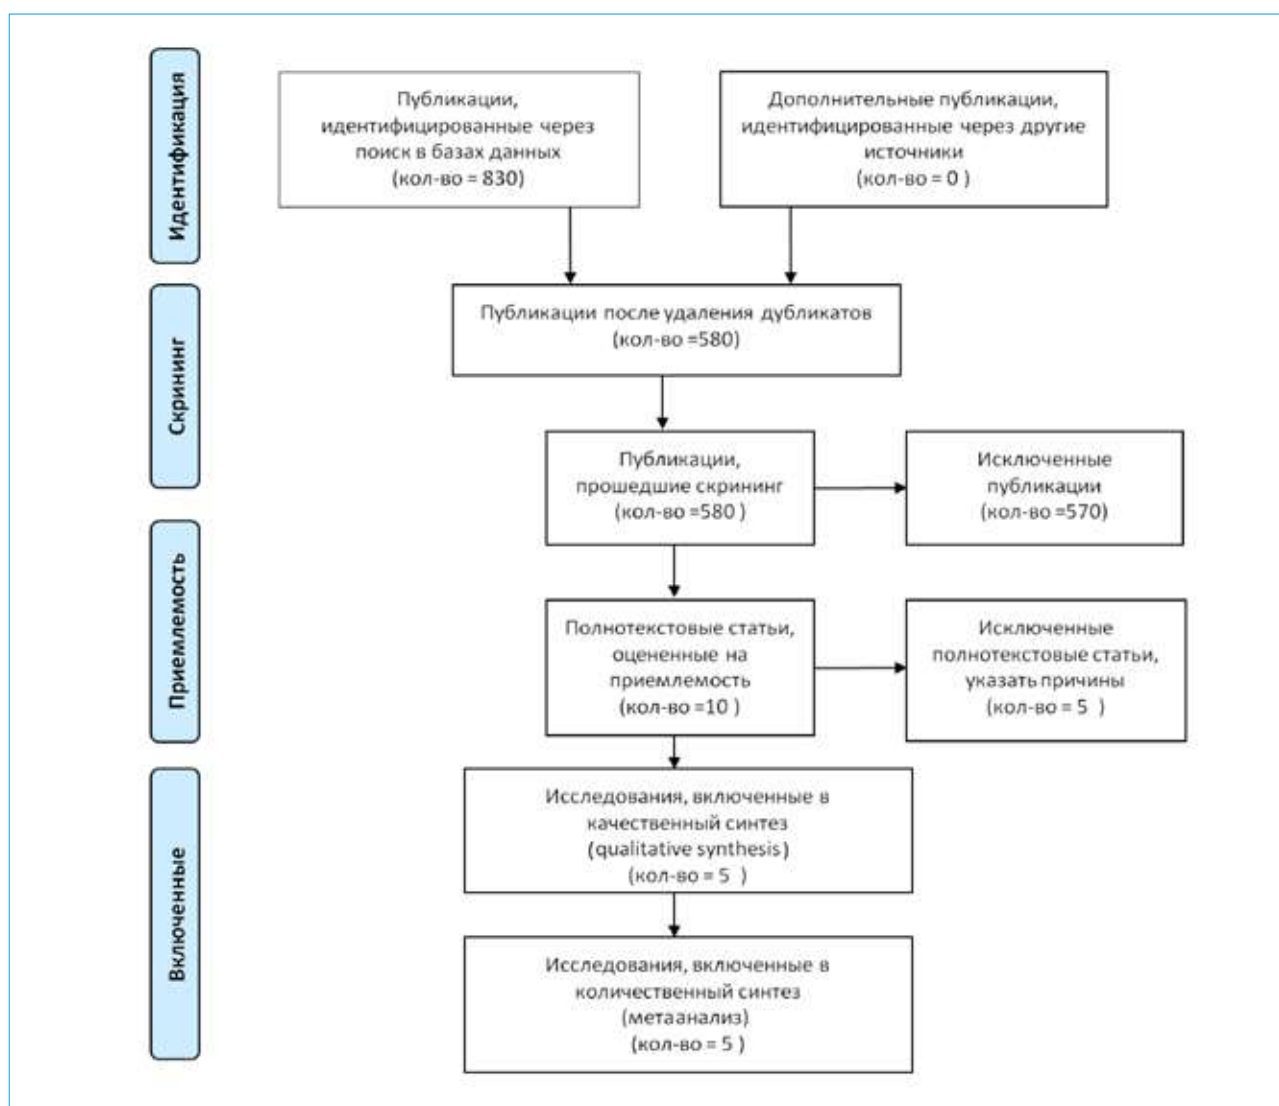 Идентификация
Публикации,
идентифицированные через
поиск в базах данных
(кол-во = 830)
Дополнительные публикации,
идентифицированные через другие
источники
(кол-во = 0 )
Скрининг
Публикации после удаления дубликатов
(кол-во =580)
Публикации,
прошедшие скрининг
(кол-во =580 )
Исключенные
публикации
(кол-во =570)
Приемлемость
Полнотекстовые статьи,
оцененные на
приемлемость
(кол-во =10 )
Исключенные
полнотекстовые статьи,
указать причины
(кол-во = 5 )
Включенные
Исследования, включенные в
качественный синтез
(qualitative synthesis)
(кол-во = 5 )
Исследования, включенные в
количественный синтез
(метаанализ)
(кол-во = 5 )